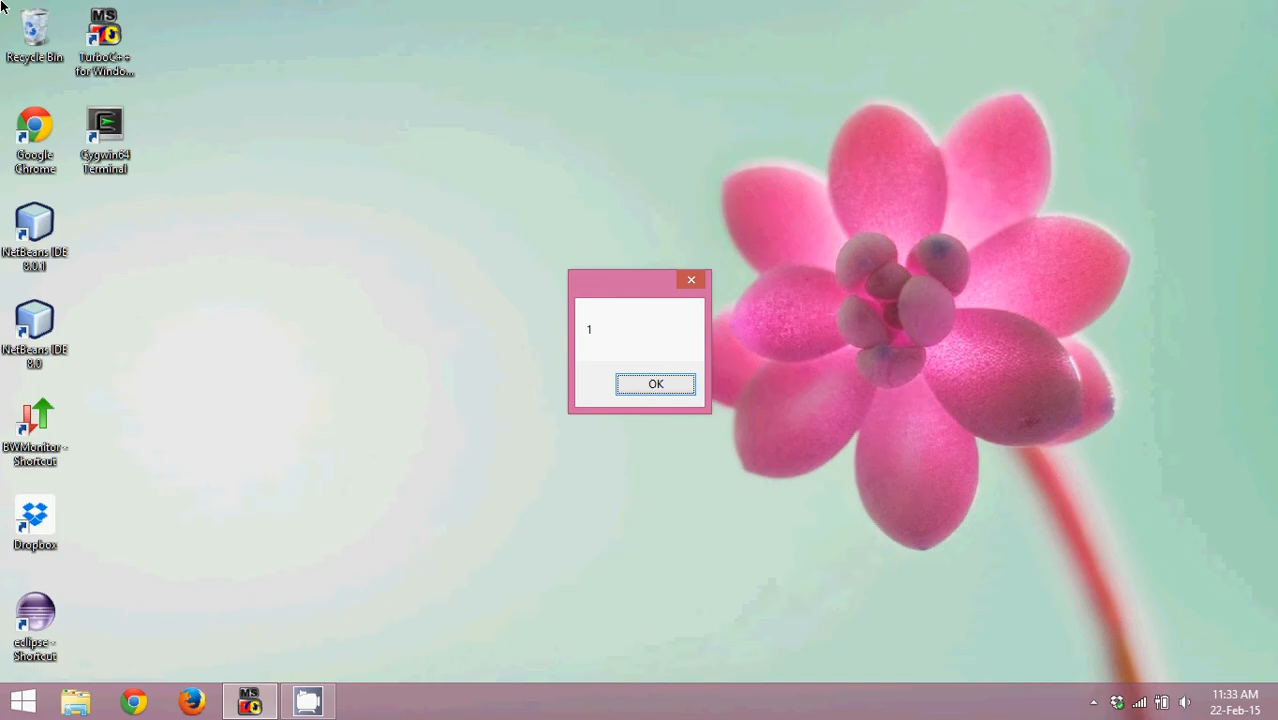 Recycle Bin
MS
TurboC++
for Windo...
Google
Chrome
Cygwin64
Terminal
NetBeans IDE
8.0.1
NetBeans IDE
8.0
BWMonitor -
Shortcut
Dropbox
eclipse -
Shortcut
1
OK
MS
11:33 AM
22-Feb-15